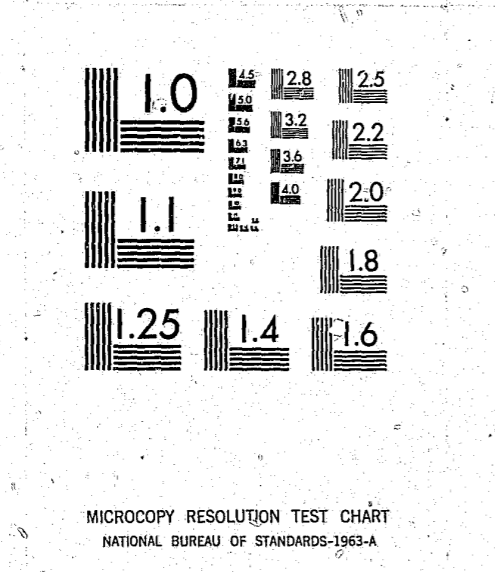 1.0
4.5 2.8 2.5
5.0
5.6 3.2 2.2
6.3
7.1 3.6
4.0 2.0
1.1
1.8
1.25 1.4 1.6
MICROCOPY RESOLUTION TEST CHART
NATIONAL BUREAU OF STANDARDS-1963-A